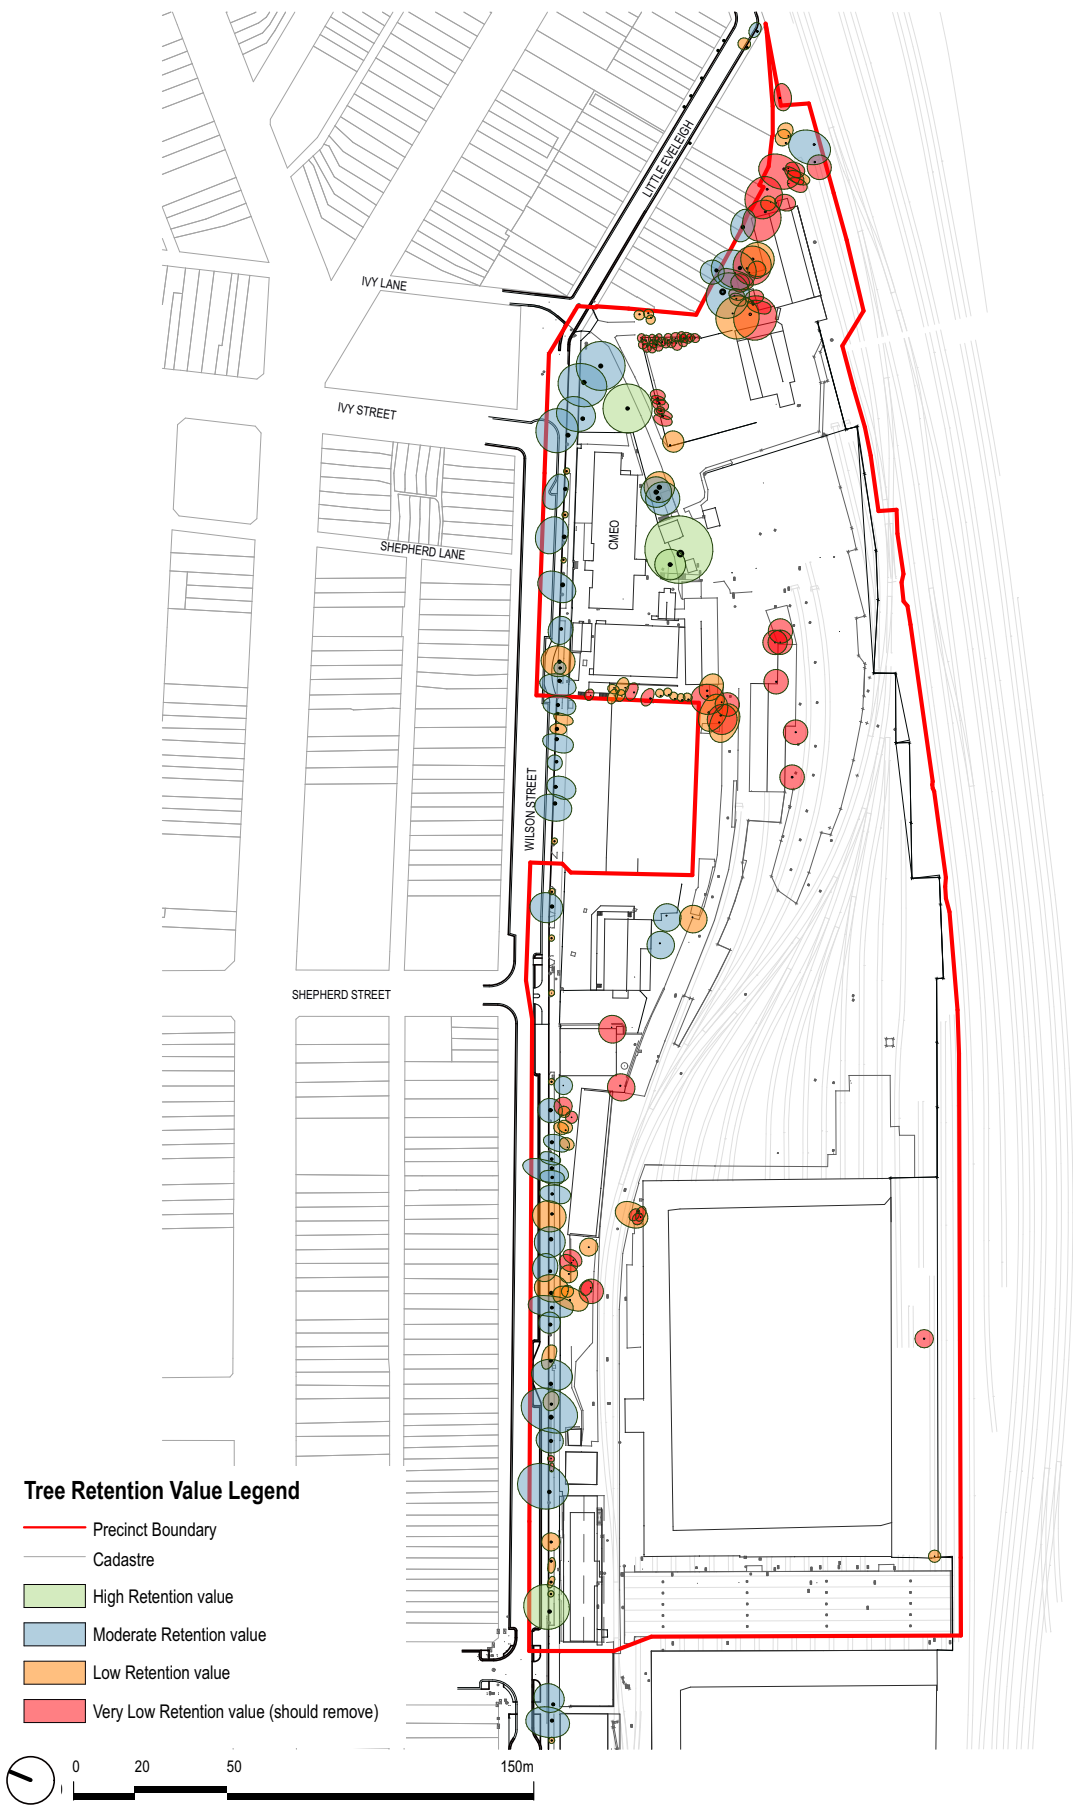 LITTLE EVELEIGH
IVY LANE
IVY STREET
CMEO
SHEPHERD LANE
WILSON STREET
SHEPHERD STREET
Tree Retention Value Legend
Precinct Boundary
Cadastre
High Retention value
Moderate Retention value
Low Retention value
Very Low Retention value (should remove)
0 20 50 150m